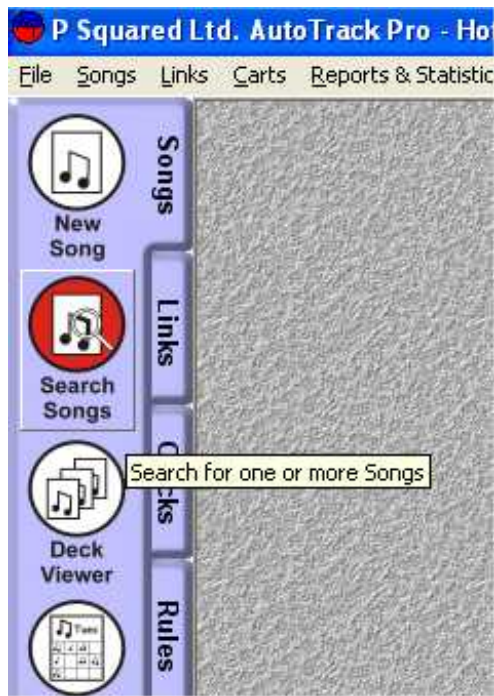 P Squared Ltd. AutoTrack Pro - Ho
File Songs Links Carts Reports & Statistic
Songs
New
Song
Links
Search
Songs
Search for one or more Songs
Deck
Viewer
Rules